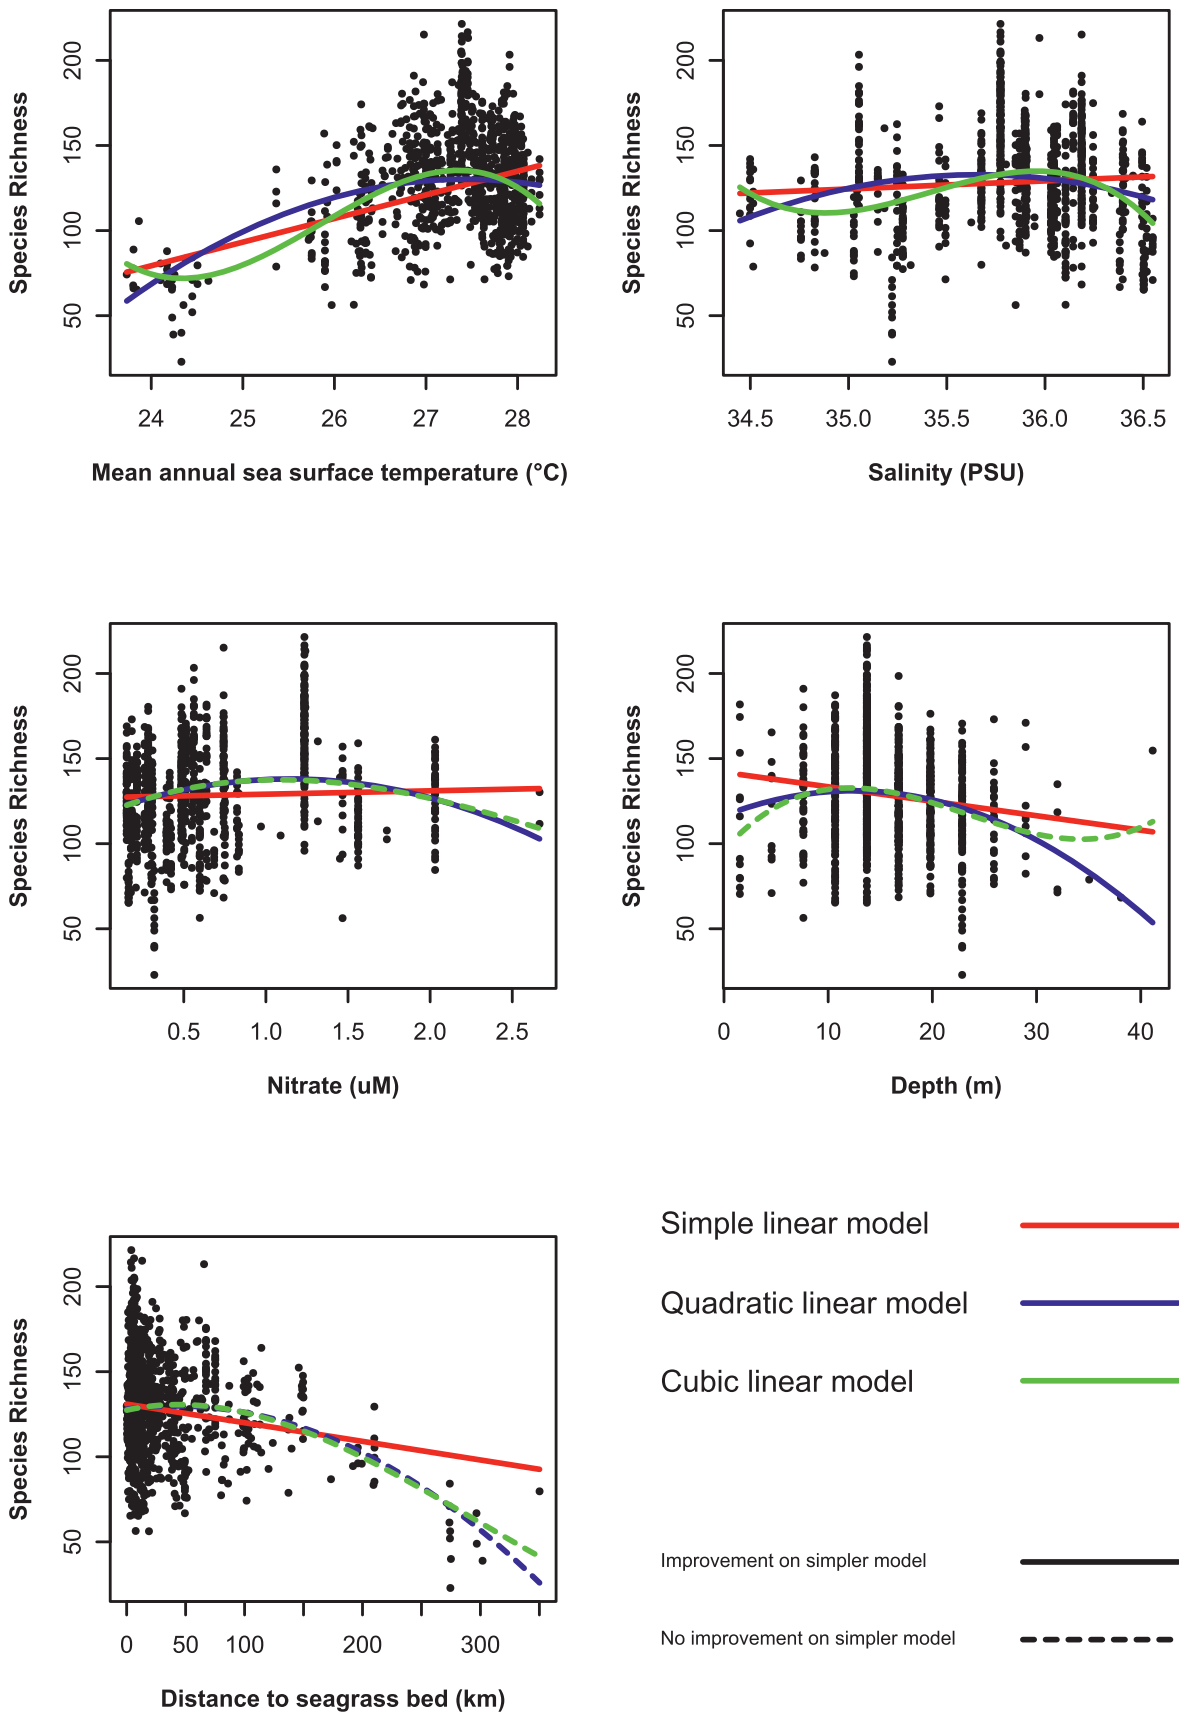 Species Richness
200
150
100
50
24 25 26 27 28
Mean annual sea surface temperature (°C)
Species Richness
200
150
100
50
34.5 35.0 35.5 36.0 36.5
Salinity (PSU)
Species Richness
200
150
100
50
0.5 1.0 1.5 2.0 2.5
Nitrate (uM)
Species Richness
200
150
100
50
0 10 20 30 40
Depth (m)
Species Richness
200
150
100
50
0 50 100 200 300
Distance to seagrass bed (km)
Simple linear model
Quadratic linear model
Cubic linear model
Improvement on simpler model
No improvement on simpler model